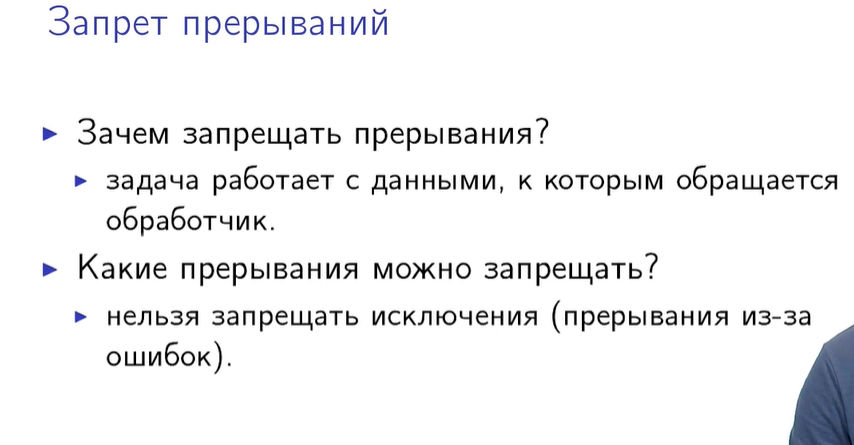 Запрет прерываний
▶ Зачем запрещать прерывания?
▶ задача работает с данными, к которым обращается
обработчик.
▶ Какие прерывания можно запрещать?
▶ нельзя запрещать исключения (прерывания из-за
ошибок).